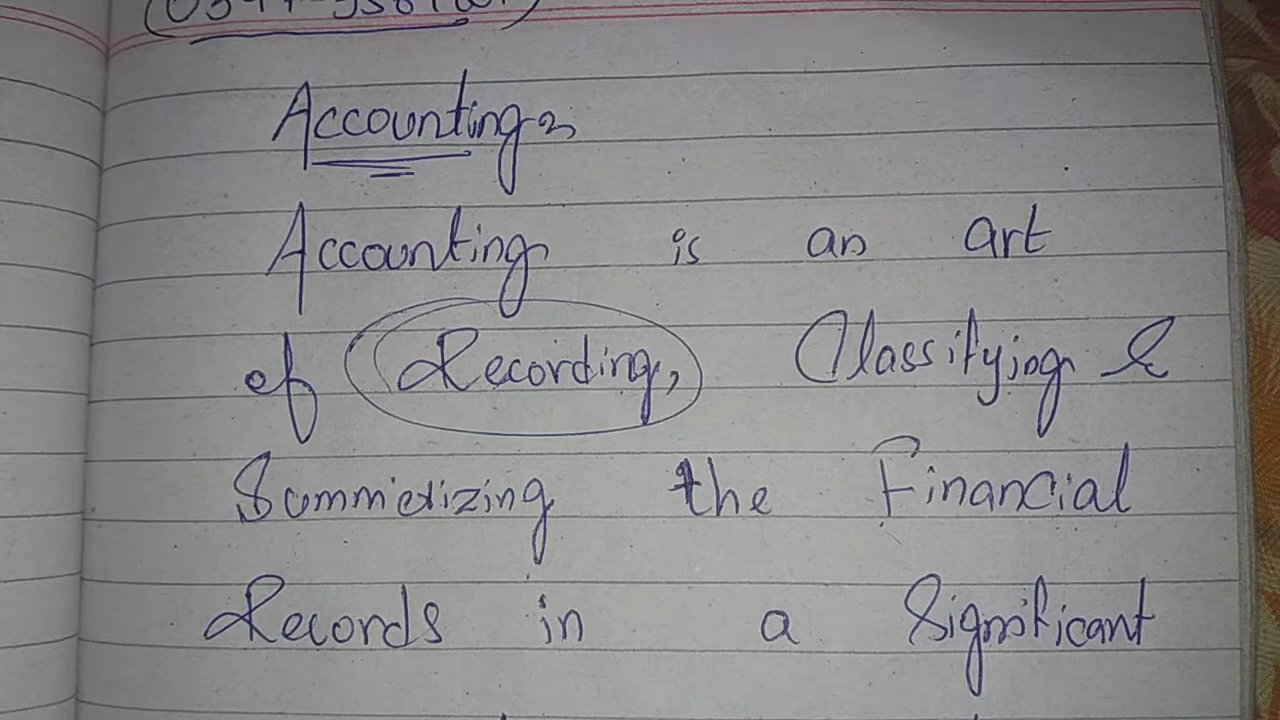 Accounting
Accounting is an art
of Recording, Classifying &
Summerizing the Financial
Records in a Significant